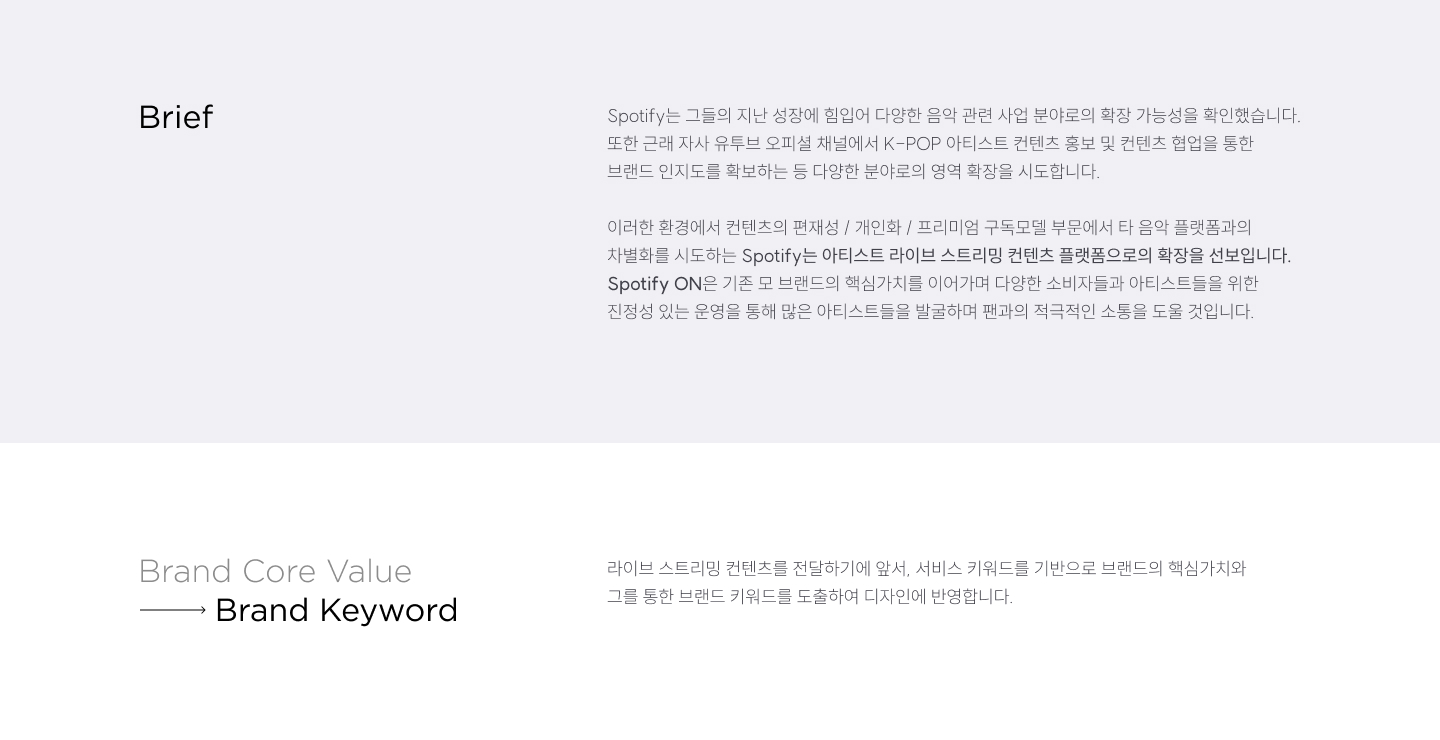 Brief
Spotify는 그들의 지난 성장에 힘입어 다양한 음악 관련 사업 분야로의 확장 가능성을 확인했습니다.
또한 근래 자사 유투브 오피셜 채널에서 K-POP 아티스트 컨텐츠 홍보 및 컨텐츠 협업을 통한
브랜드 인지도를 확보하는 등 다양한 분야로의 영역 확장을 시도합니다.
이러한 환경에서 컨텐츠의 편재성 / 개인화 / 프리미엄 구독모델 부문에서 타 음악 플랫폼과의
차별화를 시도하는 Spotify는 아티스트 라이브 스트리밍 컨텐츠 플랫폼으로의 확장을 선보입니다.
Spotify ON은 기존 모 브랜드의 핵심가치를 이어가며 다양한 소비자들과 아티스트들을 위한
진정성 있는 운영을 통해 많은 아티스트들을 발굴하며 팬과의 적극적인 소통을 도울 것입니다.
Brand Core Value
→ Brand Keyword
라이브 스트리밍 컨텐츠를 전달하기에 앞서, 서비스 키워드를 기반으로 브랜드의 핵심가치와
그를 통한 브랜드 키워드를 도출하여 디자인에 반영합니다.